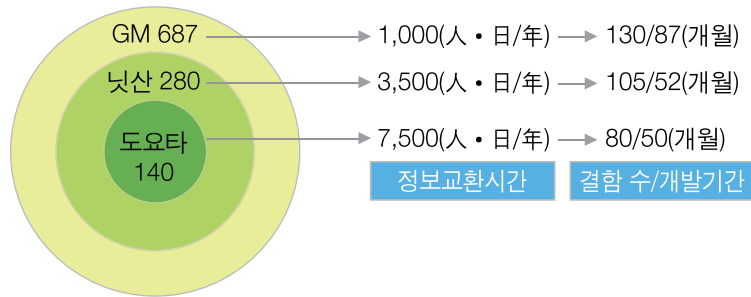 GM 687 1,000(人・日/年) 130/87(개월)
닛산 280 3,500(人・日/年) 105/52(개월)
도요타
140
7,500(人・日/年) 80/50(개월)
정보교환시간 결함 수/개발기간